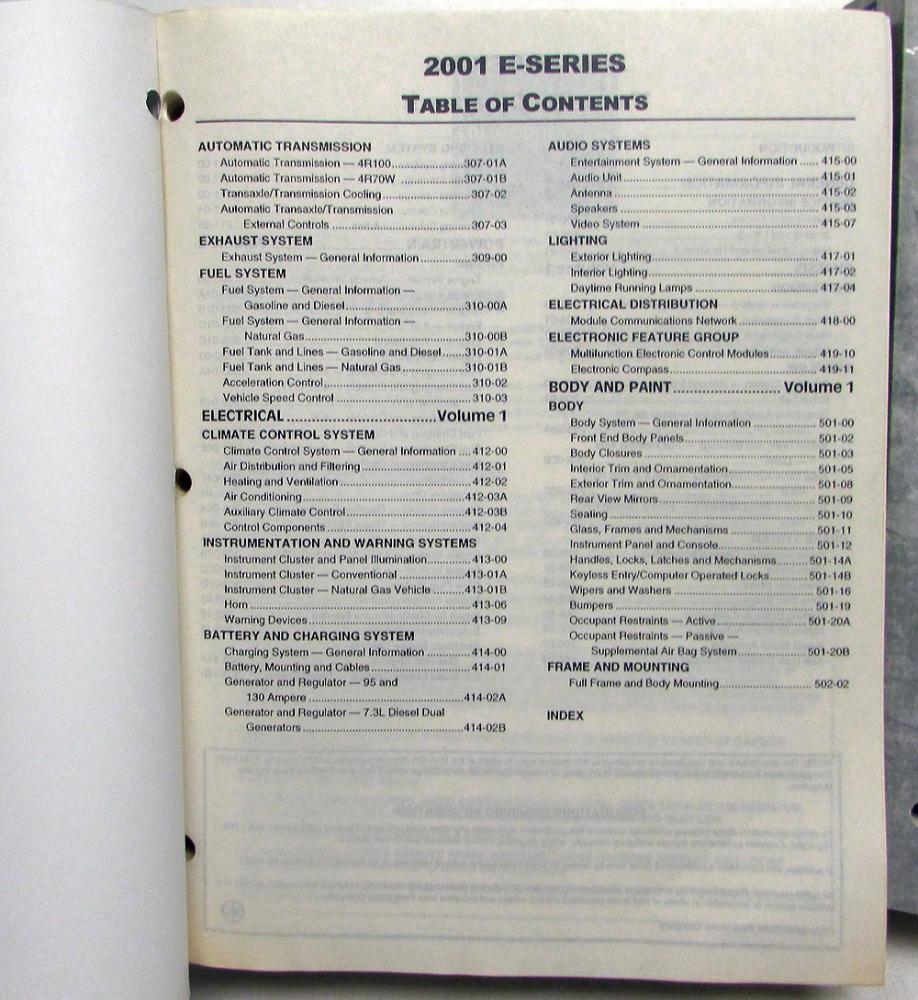 2001 E-SERIES
TABLE OF CONTENTS
AUTOMATIC TRANSMISSION
Automatic Transmission — 4R100..........307-01A
Automatic Transmission — 4R70W ..........307-01B
Transaxle/Transmission Cooling..........307-02
Automatic Transaxle/Transmission
External Controls ..........307-03
EXHAUST SYSTEM
Exhaust System — General Information ..........309-00
FUEL SYSTEM
Fuel System — General Information —
Gasoline and Diesel..........310-00A
Fuel System — General Information —
Natural Gas..........310-00B
Fuel Tank and Lines — Gasoline and Diesel.......310-01A
Fuel Tank and Lines — Natural Gas..........310-01B
Acceleration Control..........310-02
Vehicle Speed Control ..........310-03
ELECTRICAL..........Volume 1
CLIMATE CONTROL SYSTEM
Climate Control System — General Information ....412-00
Air Distribution and Filtering..........412-01
Heating and Ventilation..........412-02
Air Conditioning..........412-03A
Auxiliary Climate Control..........412-03B
Control Components ..........412-04
INSTRUMENTATION AND WARNING SYSTEMS
Instrument Cluster and Panel Illumination..........413-00
Instrument Cluster — Conventional ..........413-01A
Instrument Cluster — Natural Gas Vehicle .........413-01B
Horn ..........413-06
Warning Devices..........413-09
BATTERY AND CHARGING SYSTEM
Charging System — General Information ..........414-00
Battery, Mounting and Cables..........414-01
Generator and Regulator — 95 and
130 Ampere ..........414-02A
Generator and Regulator — 7.3L Diesel Dual
Generators..........414-02B
AUDIO SYSTEMS
Entertainment System — General Information ...... 415-00
Audio Unit.......... 415-01
Antenna .......... 415-02
Speakers .......... 415-03
Video System .......... 415-07
LIGHTING
Exterior Lighting.......... 417-01
Interior Lighting.......... 417-02
Daytime Running Lamps .......... 417-04
ELECTRICAL DISTRIBUTION
Module Communications Network .......... 418-00
ELECTRONIC FEATURE GROUP
Multifunction Electronic Control Modules.......... 419-10
Electronic Compass.......... 419-11
BODY AND PAINT.......... Volume 1
BODY
Body System — General Information .......... 501-00
Front End Body Panels.......... 501-02
Body Closures .......... 501-03
Interior Trim and Ornamentation.......... 501-05
Exterior Trim and Ornamentation.......... 501-08
Rear View Mirrors.......... 501-09
Seating .......... 501-10
Glass, Frames and Mechanisms .......... 501-11
Instrument Panel and Console.......... 501-12
Handles, Locks, Latches and Mechanisms........ 501-14A
Keyless Entry/Computer Operated Locks.......... 501-14B
Wipers and Washers .......... 501-16
Bumpers .......... 501-19
Occupant Restraints — Active..........501-20A
Occupant Restraints — Passive —
Supplemental Air Bag System..........501-20B
FRAME AND MOUNTING
Full Frame and Body Mounting.......... 502-02
INDEX